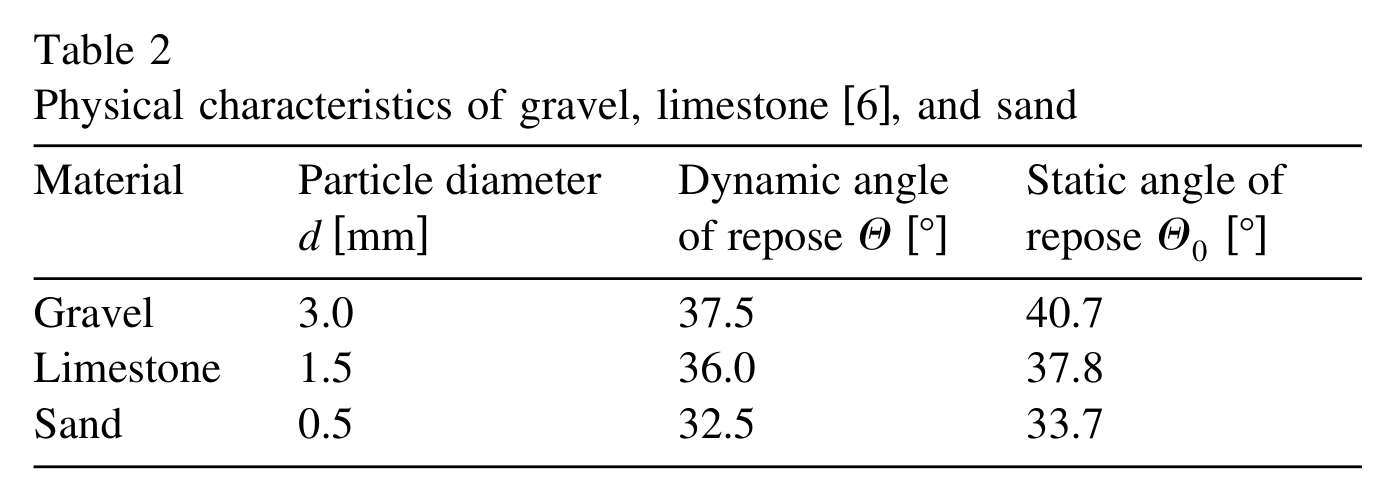 Table 2
Physical characteristics of gravel, limestone [6], and sand
Material Particle diameter Dynamic angle Static angle of
d [mm] of repose Θ [°] repose Θ₀ [°]
Gravel 3.0 37.5 40.7
Limestone 1.5 36.0 37.8
Sand 0.5 32.5 33.7